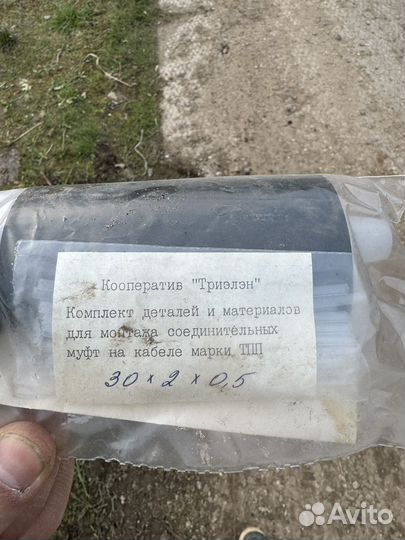 Кооператив "Триэлэн"
Комплект деталей и материалов
для монтажа соединительных
муфт на кабеле марки ТПП
30 × 2 × 0,5
Avito